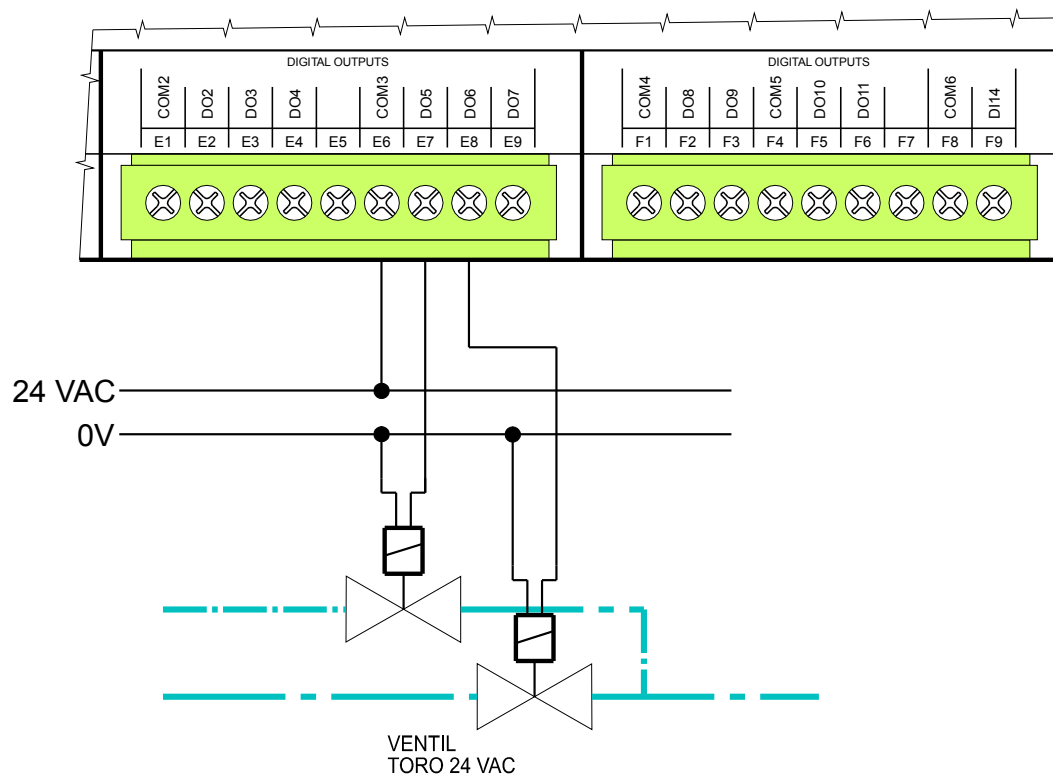 DIGITAL OUTPUTS
COM2 DO2 DO3 DO4 COM3 DO5 DO6 DO7
E1 E2 E3 E4 E5 E6 E7 E8 E9
DIGITAL OUTPUTS
COM4 DO8 DO9 COM5 DO10 DO11 COM6 DI14
F1 F2 F3 F4 F5 F6 F7 F8 F9
24 VAC
0V
VENTIL
TORO 24 VAC